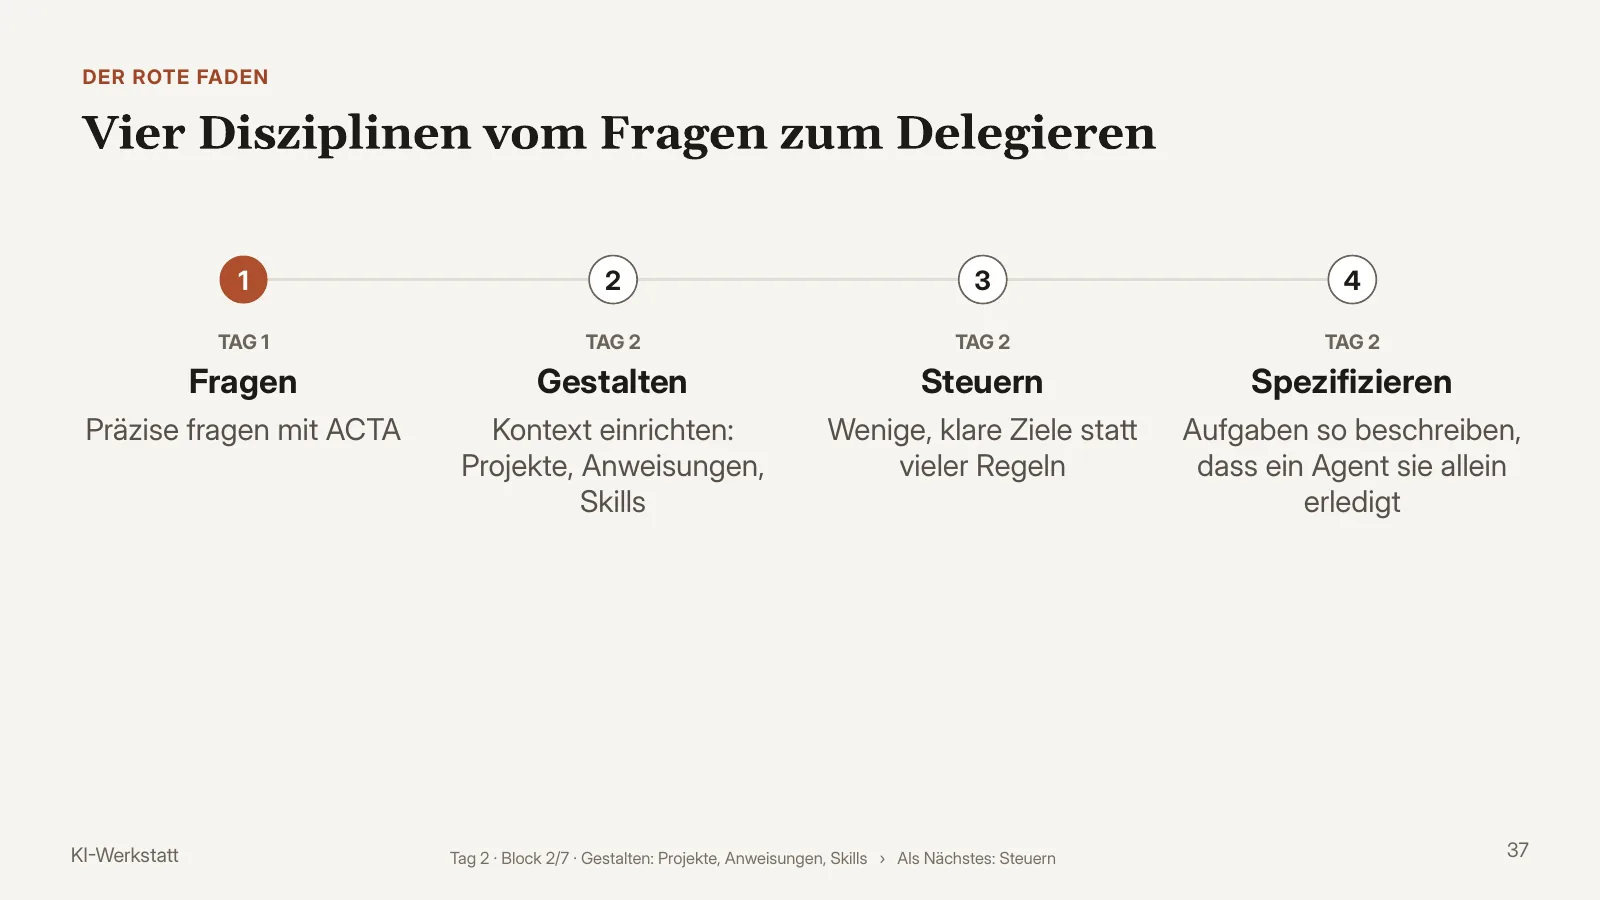 DER ROTE FADEN
Vier Disziplinen vom Fragen zum Delegieren
1
TAG 1
Fragen
Präzise fragen mit ACTA
2
TAG 2
Gestalten
Kontext einrichten:
Projekte, Anweisungen,
Skills
3
TAG 2
Steuern
Wenige, klare Ziele statt
vieler Regeln
4
TAG 2
Spezifizieren
Aufgaben so beschreiben,
dass ein Agent sie allein
erledigt
KI-Werkstatt
Tag 2 · Block 2/7 · Gestalten: Projekte, Anweisungen, Skills › Als Nächstes: Steuern
37